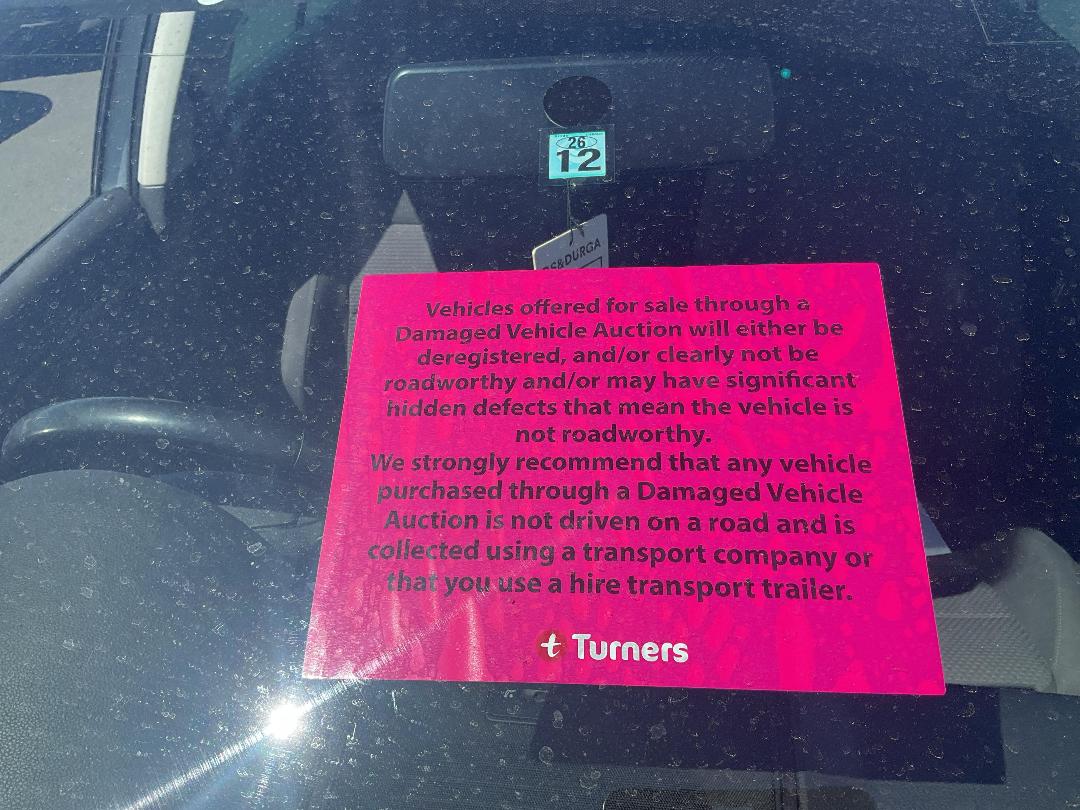 26
12
&DURGA
Vehicles offered for sale through a
Damaged Vehicle Auction will either be
deregistered, and/or clearly not be
roadworthy and/or may have significant
hidden defects that mean the vehicle is
not roadworthy.
We strongly recommend that any vehicle
purchased through a Damaged Vehicle
Auction is not driven on a road and is
collected using a transport company or
that you use a hire transport trailer.
t Turners